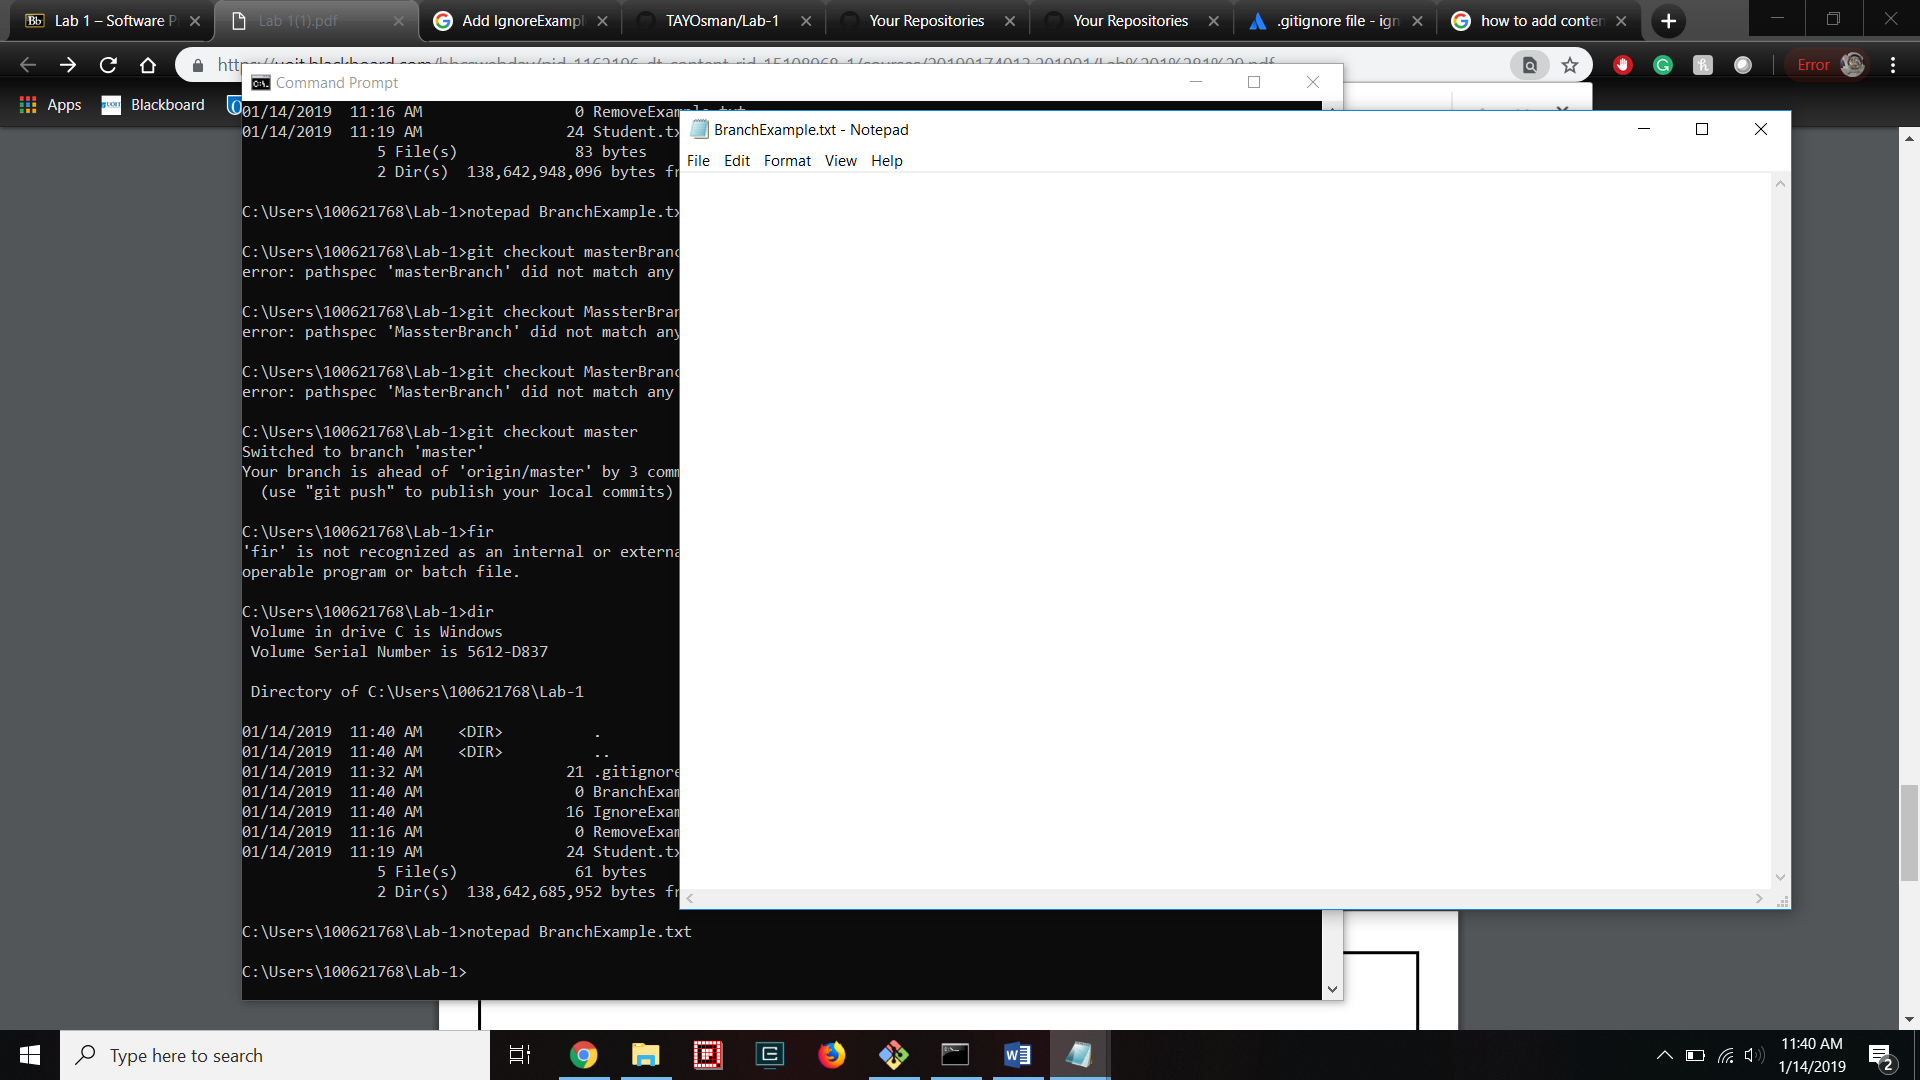 Lab 1 – Software P
Lab 1(1).pdf
Add IgnoreExampl
TAYOsman/Lab-1
Your Repositories
Your Repositories
.gitignore file - ign
how to add conten
Error
Apps
Blackboard
Command Prompt
01/14/2019  11:16 AM                 0 RemoveExample.txt
01/14/2019  11:19 AM                24 Student.tx
5 File(s)             83 bytes
2 Dir(s)  138,642,948,096 bytes fr
C:\Users\100621768\Lab-1>notepad BranchExample.tx
C:\Users\100621768\Lab-1>git checkout masterBranc
error: pathspec 'masterBranch' did not match any
C:\Users\100621768\Lab-1>git checkout MassterBran
error: pathspec 'MassterBranch' did not match any
C:\Users\100621768\Lab-1>git checkout MasterBranc
error: pathspec 'MasterBranch' did not match any
C:\Users\100621768\Lab-1>git checkout master
Switched to branch 'master'
Your branch is ahead of 'origin/master' by 3 comm
(use "git push" to publish your local commits)
C:\Users\100621768\Lab-1>fir
'fir' is not recognized as an internal or externa
operable program or batch file.
C:\Users\100621768\Lab-1>dir
Volume in drive C is Windows
Volume Serial Number is 5612-D837
Directory of C:\Users\100621768\Lab-1
01/14/2019  11:40 AM    <DIR>          .
01/14/2019  11:40 AM    <DIR>          ..
01/14/2019  11:32 AM                21 .gitignore
01/14/2019  11:40 AM                 0 BranchExam
01/14/2019  11:40 AM                16 IgnoreExam
01/14/2019  11:16 AM                 0 RemoveExam
01/14/2019  11:19 AM                24 Student.tx
5 File(s)             61 bytes
2 Dir(s)  138,642,685,952 bytes fr
C:\Users\100621768\Lab-1>notepad BranchExample.txt
C:\Users\100621768\Lab-1>
BranchExample.txt - Notepad
File Edit Format View Help
Type here to search
11:40 AM
1/14/2019
2